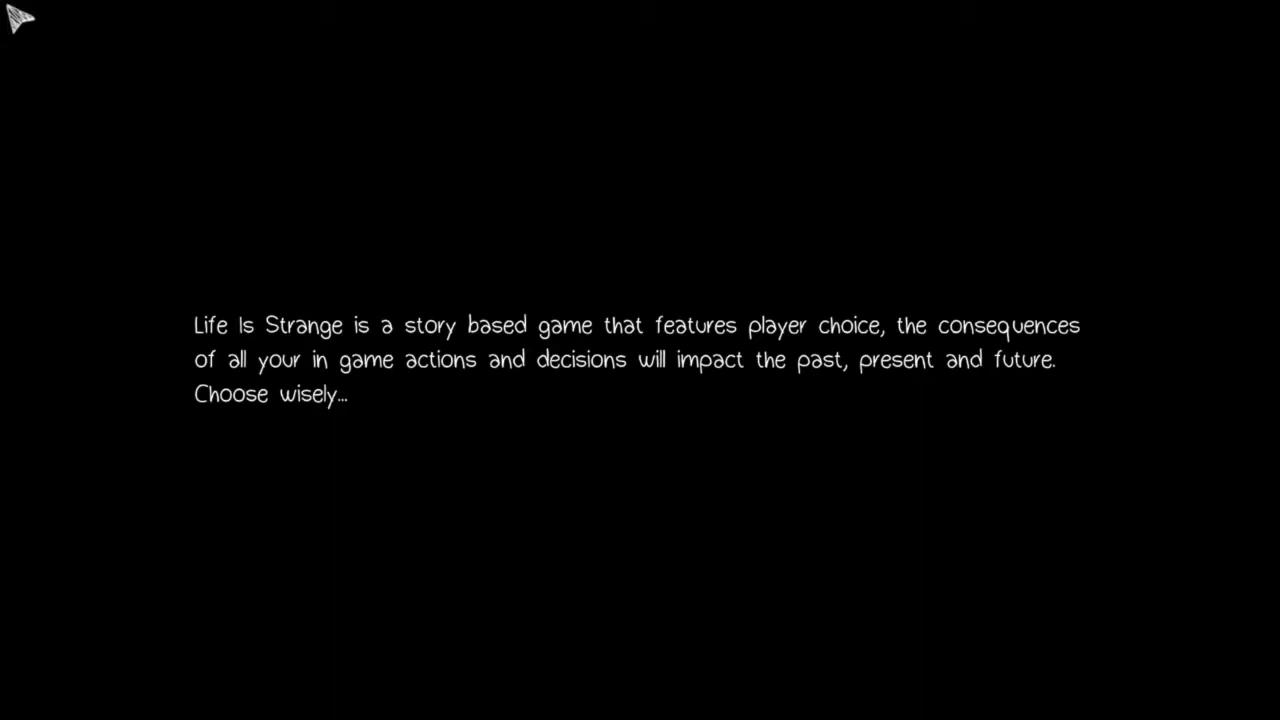 Life Is Strange is a story based game that features player choice, the consequences
of all your in game actions and decisions will impact the past, present and future.
Choose wisely...